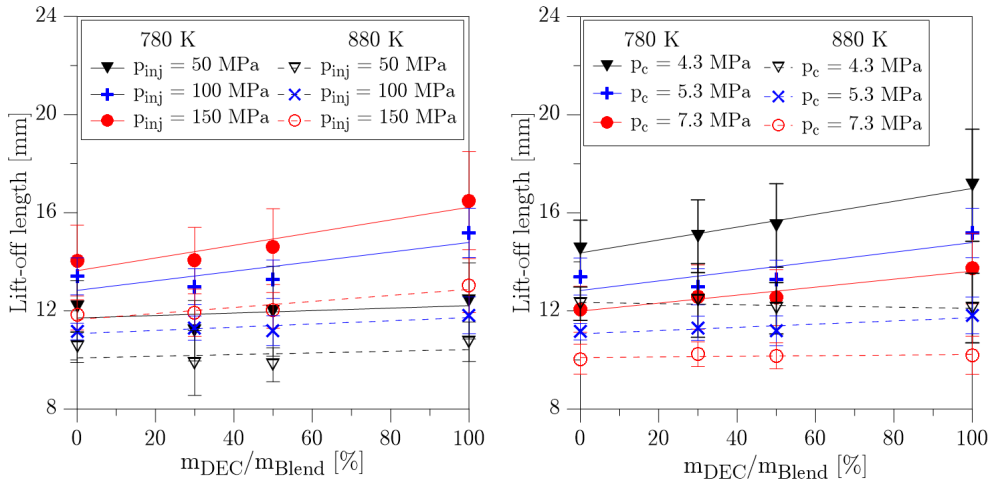 24
20
16
12
8
Lift-off length [mm]
780 K 880 K
p_inj = 50 MPa p_inj = 50 MPa
p_inj = 100 MPa p_inj = 100 MPa
p_inj = 150 MPa p_inj = 150 MPa
0 20 40 60 80 100
m_DEC/m_Blend [%]
24
20
16
12
8
Lift-off length [mm]
780 K 880 K
p_c = 4.3 MPa p_c = 4.3 MPa
p_c = 5.3 MPa p_c = 5.3 MPa
p_c = 7.3 MPa p_c = 7.3 MPa
0 20 40 60 80 100
m_DEC/m_Blend [%]